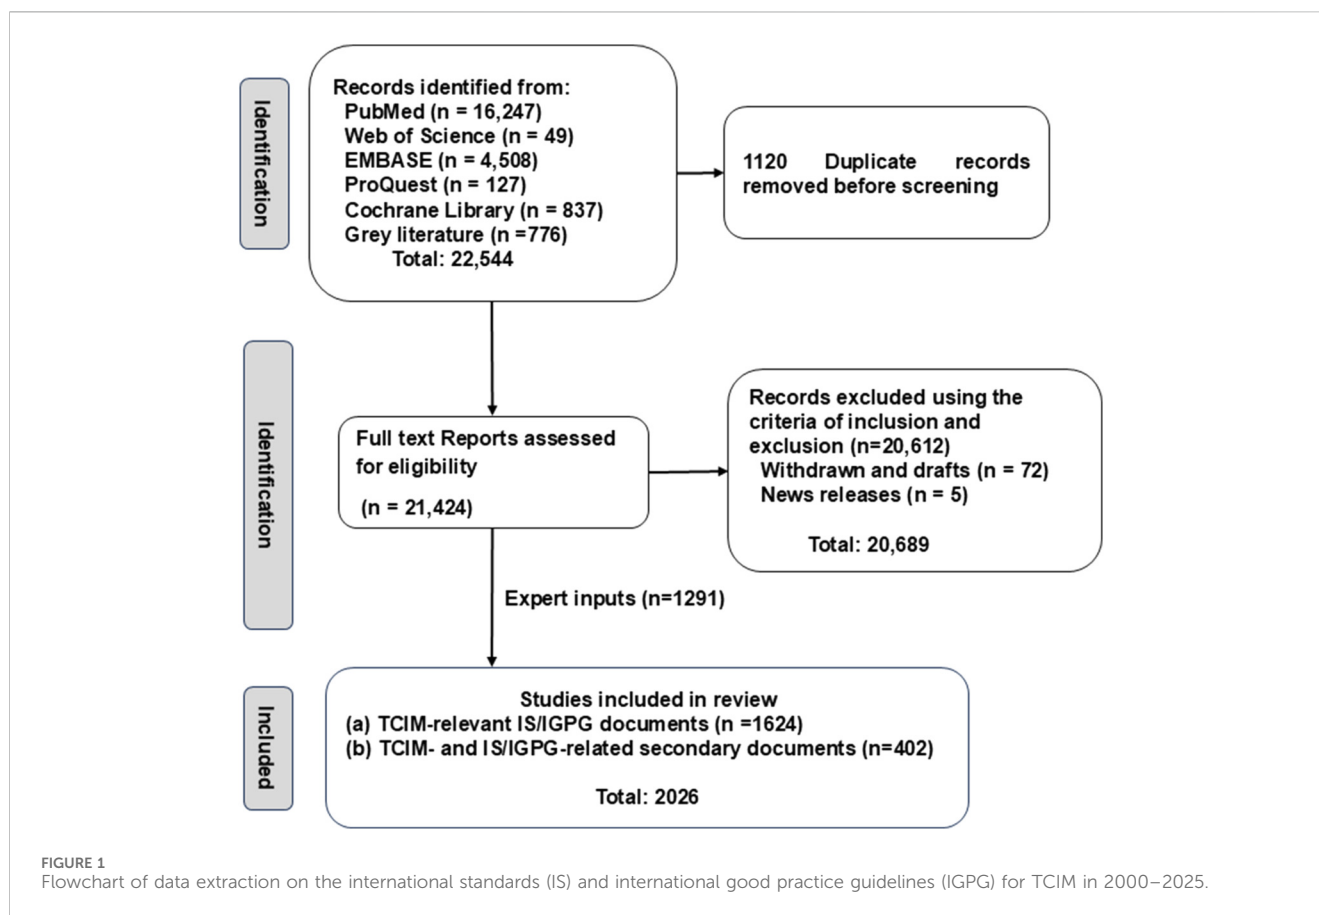 Identification
Records identified from:
PubMed (n = 16,247)
Web of Science (n = 49)
EMBASE (n = 4,508)
ProQuest (n = 127)
Cochrane Library (n = 837)
Grey literature (n =776)
Total: 22,544
1120 Duplicate records
removed before screening
Identification
Full text Reports assessed
for eligibility
(n = 21,424)
Records excluded using the
criteria of inclusion and
exclusion (n=20,612)
Withdrawn and drafts (n = 72)
News releases (n = 5)
Total: 20,689
Expert inputs (n=1291)
Included
Studies included in review
(a) TCIM-relevant IS/IGPG documents (n =1624)
(b) TCIM- and IS/IGPG-related secondary documents (n=402)
Total: 2026
FIGURE 1
Flowchart of data extraction on the international standards (IS) and international good practice guidelines (IGPG) for TCIM in 2000–2025.